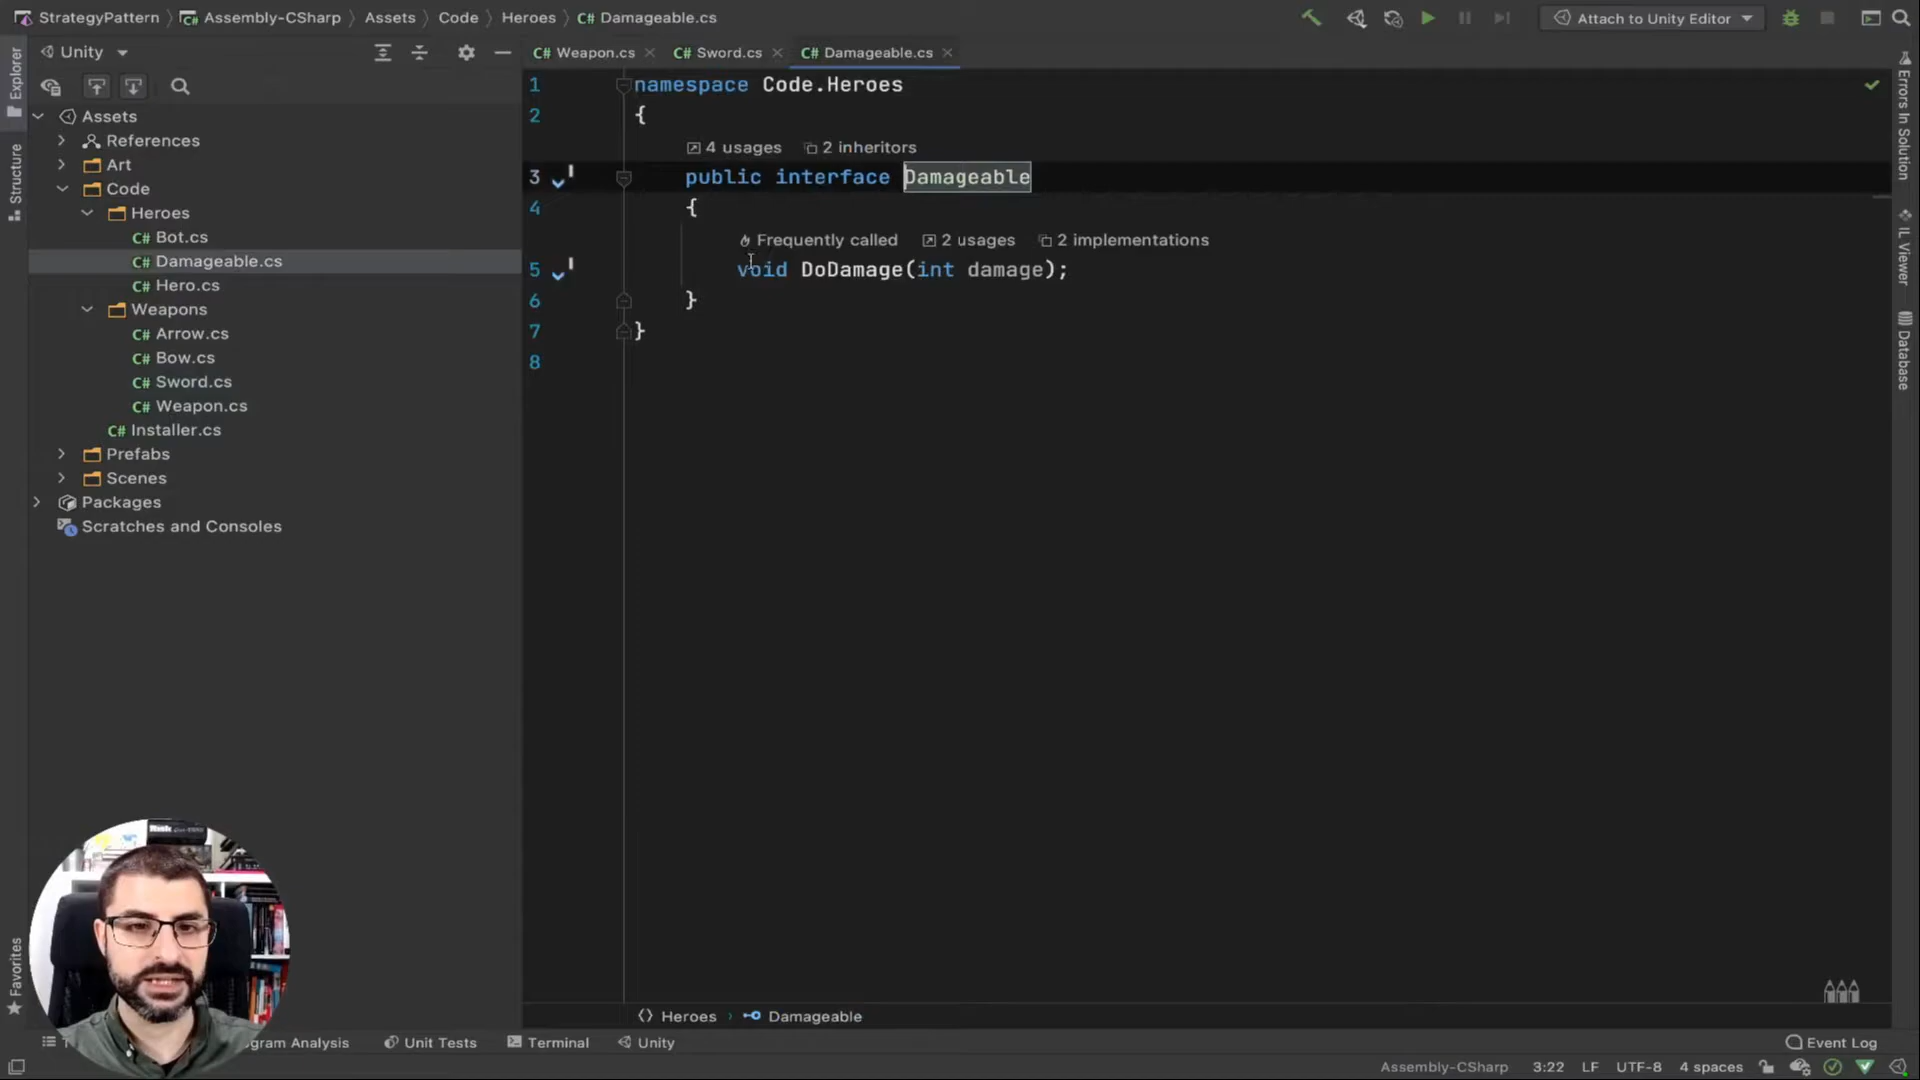 StrategyPattern Assembly-CSharp Assets Code Heroes C# Damageable.cs
Attach to Unity Editor
Unity
C# Weapon.cs C# Sword.cs C# Damageable.cs
Explorer
Structure
Favorites
Assets
References
Art
Code
Heroes
C# Bot.cs
C# Damageable.cs
C# Hero.cs
Weapons
C# Arrow.cs
C# Bow.cs
C# Sword.cs
C# Weapon.cs
C# Installer.cs
Prefabs
Scenes
Packages
Scratches and Consoles
1 namespace Code.Heroes
2 {
4 usages 2 inheritors
3 public interface Damageable
4 {
Frequently called 2 usages 2 implementations
5 void DoDamage(int damage);
6 }
7 }
8
Errors In Solution
IL Viewer
Database
Heroes Damageable
Analysis Unit Tests Terminal Unity Event Log
Assembly-CSharp 3:22 LF UTF-8 4 spaces